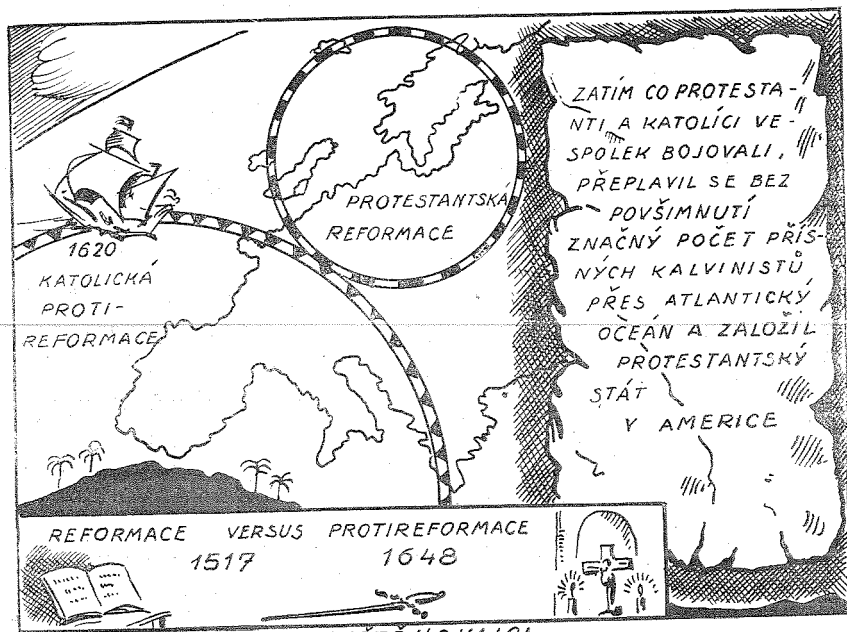 ZATÍM CO PROTESTA-
NTI A KATOLÍCI VE-
SPOLEK BOJOVALI,
PŘEPLAVIL SE BEZ
POVŠIMNUTÍ
ZNAČNÝ POČET PŘÍS-
NÝCH KALVINISTŮ
PŘES ATLANTICKÝ
OČEÁN A ZALOŽIL
PROTESTANTSKÝ
STÁT
V AMERICE
PROTESTANTSKÁ
REFORMACE
1620
KATOLICKÁ
PROTI-
REFORMACE
REFORMACE VERSUS PROTIREFORMACE
1517 1648